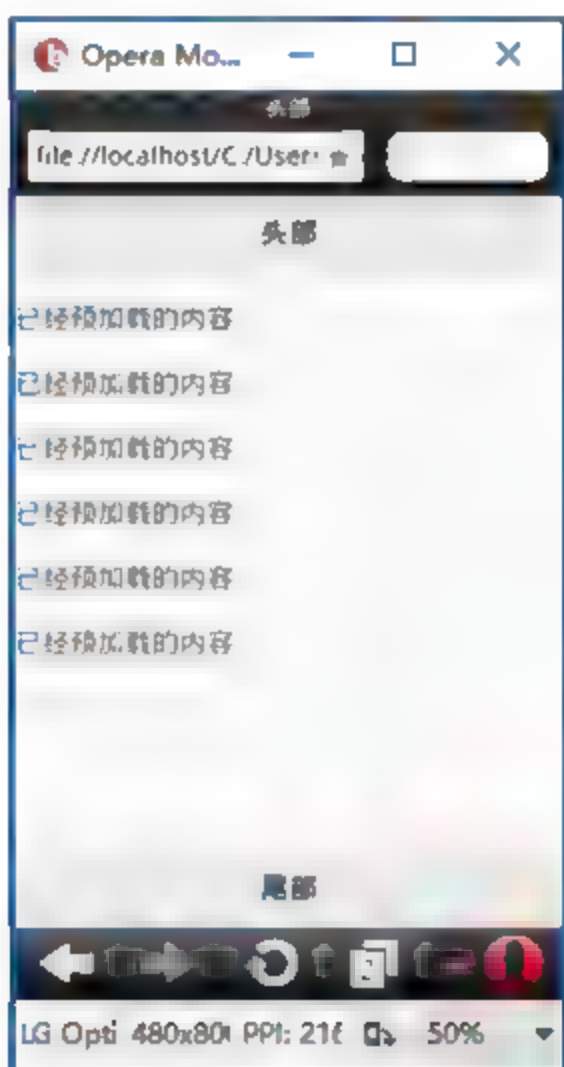 Opera Mo...
头部
file://localhost/C:/User
头部
已经预加载的内容
已经预加载的内容
已经预加载的内容
已经预加载的内容
已经预加载的内容
已经预加载的内容
尾部
LG Opti 480x80 PPI: 216 50%